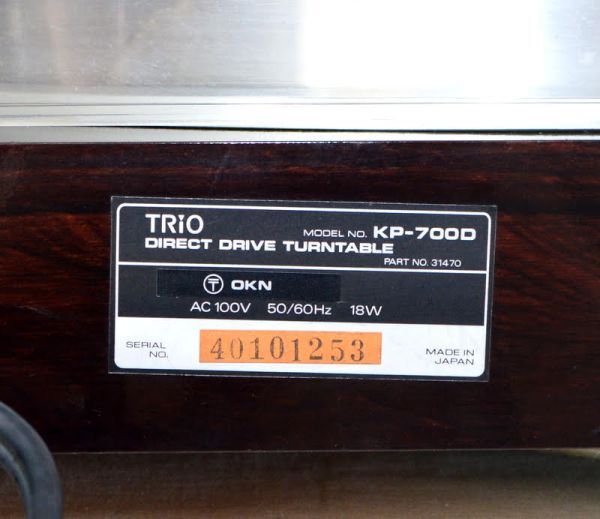 TRiO
MODEL NO. KP-700D
DIRECT DRIVE TURNTABLE
PART NO. 31470
〒 OKN
AC 100V 50/60Hz 18W
SERIAL NO.
40101253
MADE IN JAPAN